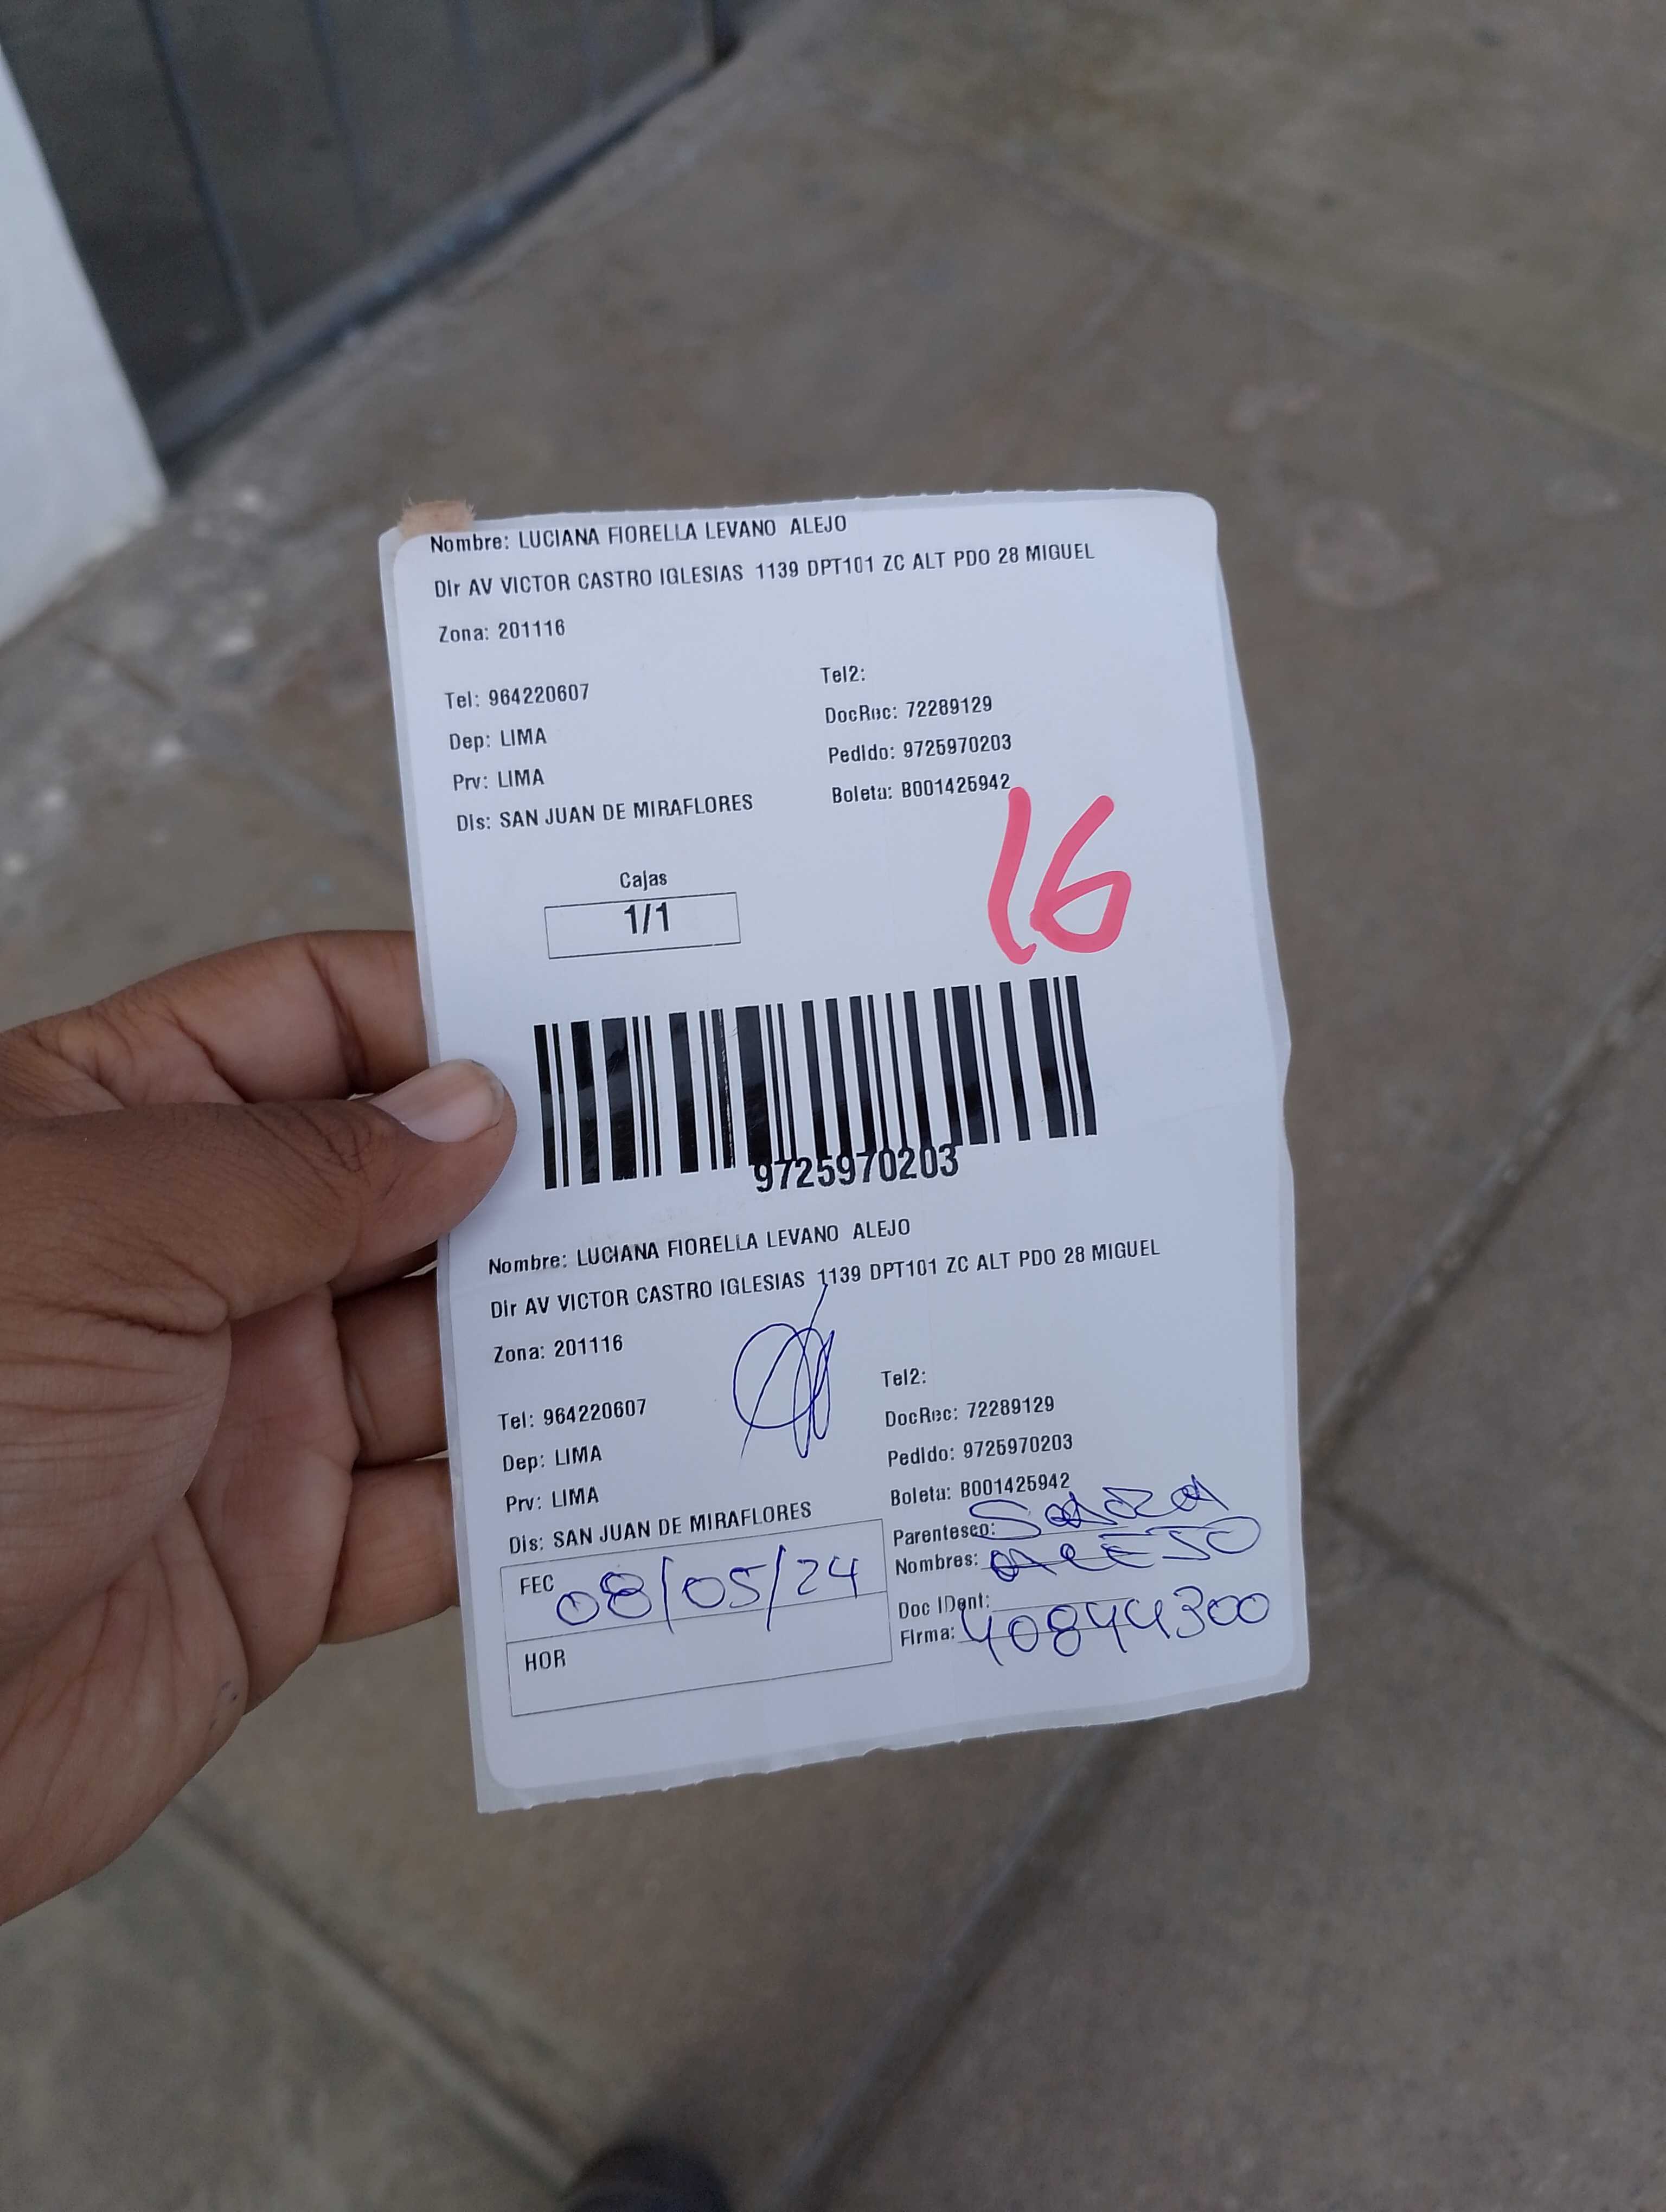 Nombre: LUCIANA FIORELLA LEVANO ALEJO
Dir AV VICTOR CASTRO IGLESIAS 1139 DPT101 ZC ALT PDO 28 MIGUEL
Zona: 201116
Tel: 964220607
Tel2:
DocRec: 72289129
Dep: LIMA
Pedido: 9725970203
Prv: LIMA
Boleta: B001425942
Dis: SAN JUAN DE MIRAFLORES
16
Cajas
1/1
9725970203
Nombre: LUCIANA FIORELLA LEVANO ALEJO
Dir AV VICTOR CASTRO IGLESIAS 1139 DPT101 ZC ALT PDO 28 MIGUEL
Zona: 201116
Tel: 964220607
Tel2:
DocRec: 72289129
Dep: LIMA
Pedido: 9725970203
Prv: LIMA
Boleta: B001425942
Dis: SAN JUAN DE MIRAFLORES
Parentesco:
Nombres: ALEJO
FEC 08/05/24
Doc IDent:
Firma: 40844300
HOR